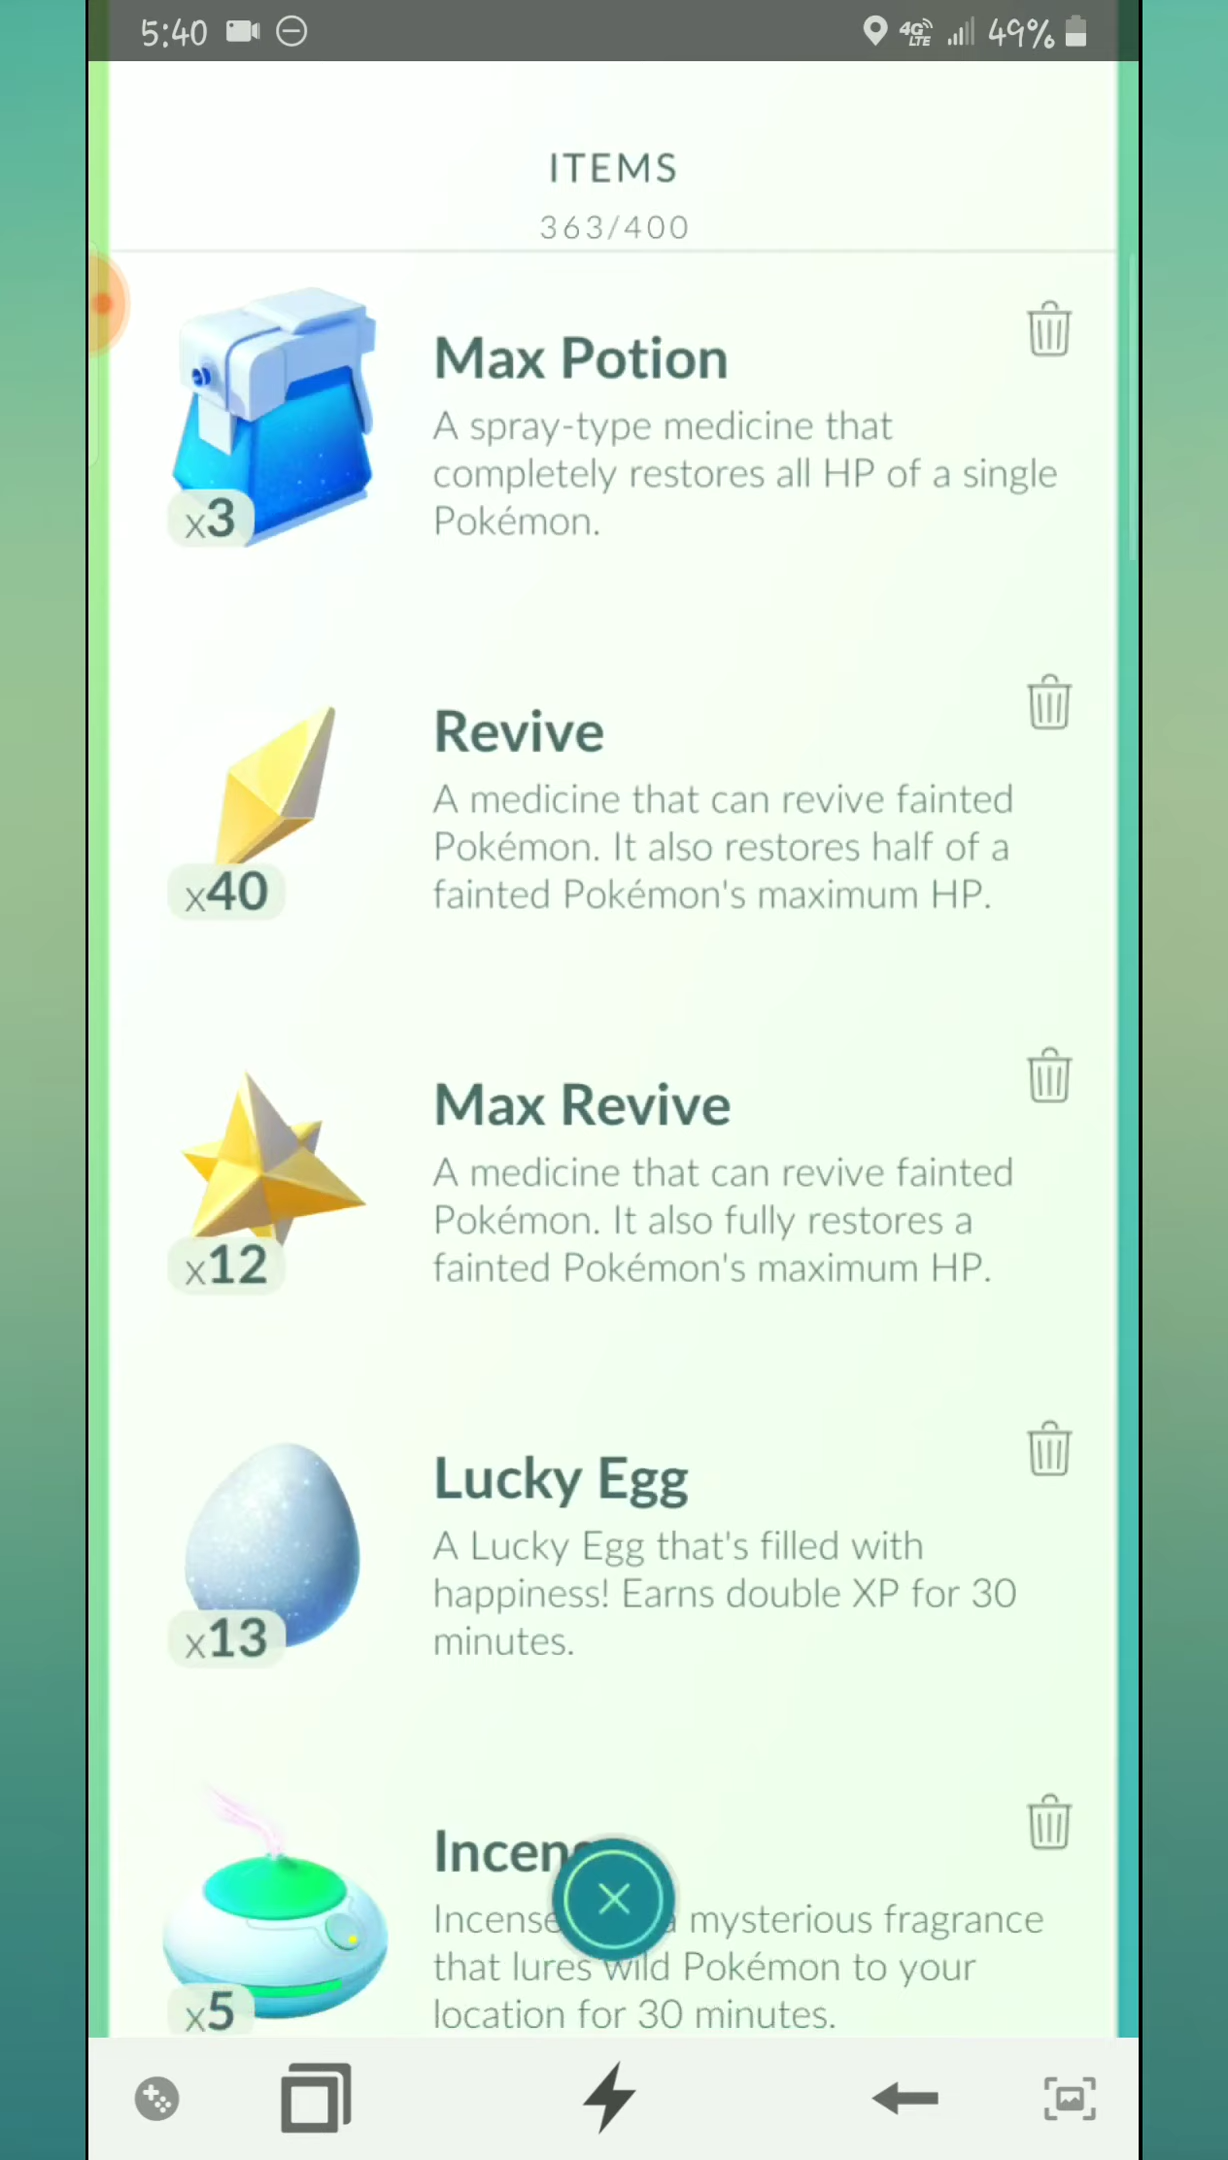 5:40 4G LTE 49%
ITEMS
363/400
Max Potion
A spray-type medicine that
completely restores all HP of a single
Pokémon.
x3
Revive
A medicine that can revive fainted
Pokémon. It also restores half of a
fainted Pokémon's maximum HP.
x40
Max Revive
A medicine that can revive fainted
Pokémon. It also fully restores a
fainted Pokémon's maximum HP.
x12
Lucky Egg
A Lucky Egg that's filled with
happiness! Earns double XP for 30
minutes.
x13
Incens
Incense mysterious fragrance
that lures wild Pokémon to your
location for 30 minutes.
x5